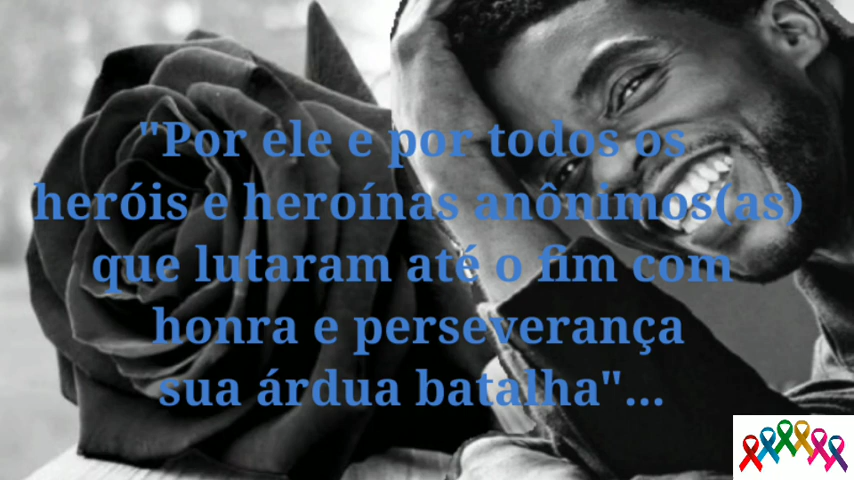 "Por ele e por todos os
heróis e heroínas anônimos(as)
que lutaram até o fim com
honra e perseverança
sua árdua batalha"...